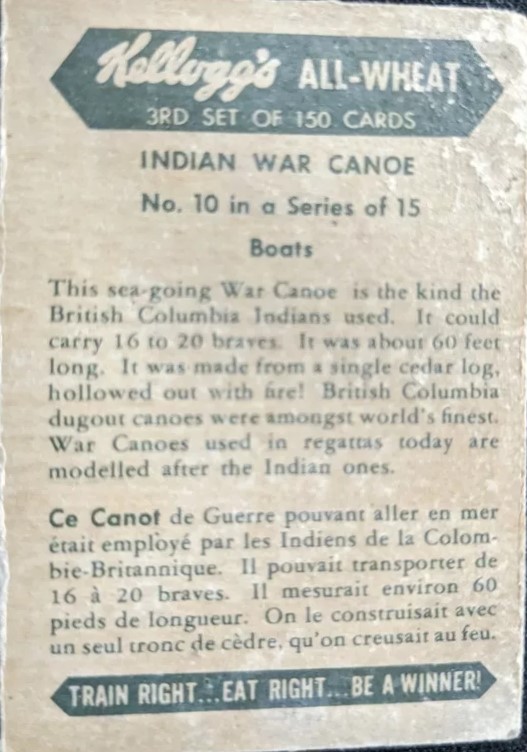 Kellogg's ALL-WHEAT
3RD SET OF 150 CARDS
INDIAN WAR CANOE
No. 10 in a Series of 15
Boats
This sea-going War Canoe is the kind the
British Columbia Indians used. It could
carry 16 to 20 braves. It was about 60 feet
long. It was made from a single cedar log,
hollowed out with fire! British Columbia
dugout canoes were amongst world's finest.
War Canoes used in regattas today are
modelled after the Indian ones.
Ce Canot de Guerre pouvant aller en mer
était employé par les Indiens de la Colom-
bie-Britannique. Il pouvait transporter de
16 à 20 braves. Il mesurait environ 60
pieds de longueur. On le construisait avec
un seul tronc de cèdre, qu'on creusait au feu.
TRAIN RIGHT...EAT RIGHT...BE A WINNER!